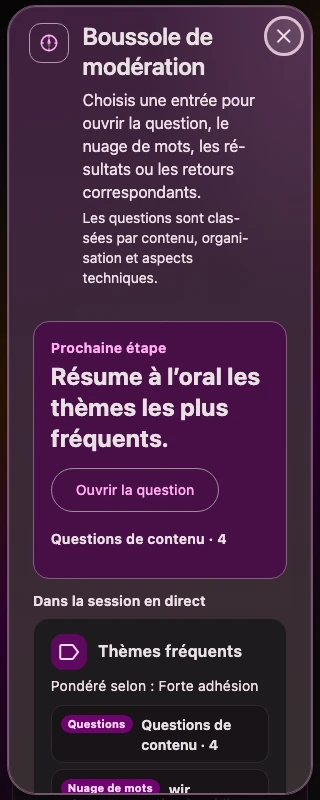 Boussole de
modération
Choisis une entrée pour
ouvrir la question, le
nuage de mots, les ré-
sultats ou les retours
correspondants.
Les questions sont clas-
sées par contenu, organi-
sation et aspects
techniques.
Prochaine étape
Résume à l’oral les
thèmes les plus
fréquents.
Ouvrir la question
Questions de contenu · 4
Dans la session en direct
Thèmes fréquents
Pondéré selon : Forte adhésion
Questions Questions de
contenu · 4
Nuage de mots wir